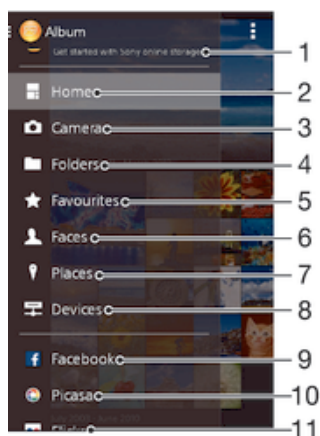 Album
Get started with Sony online storage
1
Home
2
Camera
3
Folders
4
Favourites
5
Faces
6
Places
7
Devices
8
Facebook
9
Picasa
10
Flickr
11